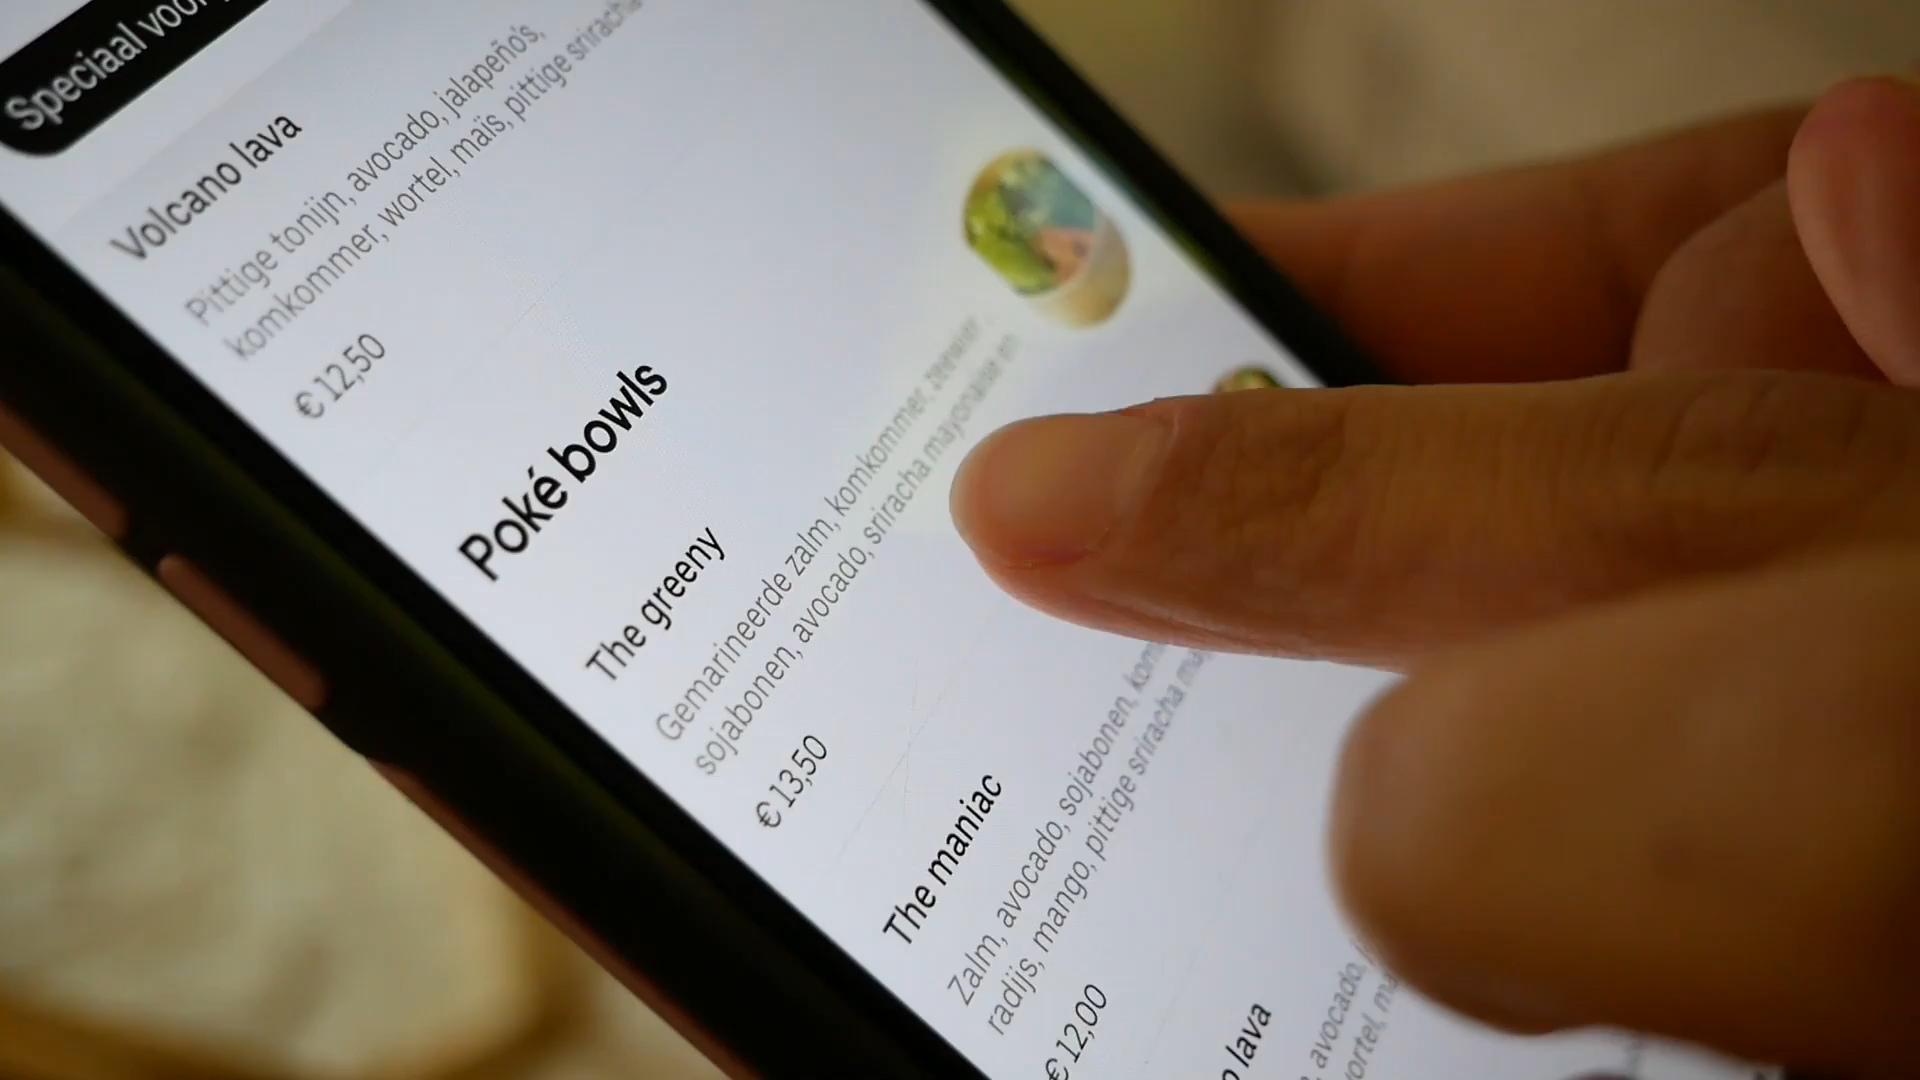 Speciaal voor
Volcano lava
Pittige tonijn, avocado, jalapeño's,
komkommer, wortel, maïs, pittige sriracha
€ 12,50
Poké bowls
The greeny
Gemarineerde zalm, komkommer, zeewier,
sojabonen, avocado, sriracha mayonaise en
€ 13,50
The maniac
Zalm, avocado, sojabonen,
radijs, mango, pittige sriracha
€ 12,00
lava
avocado,